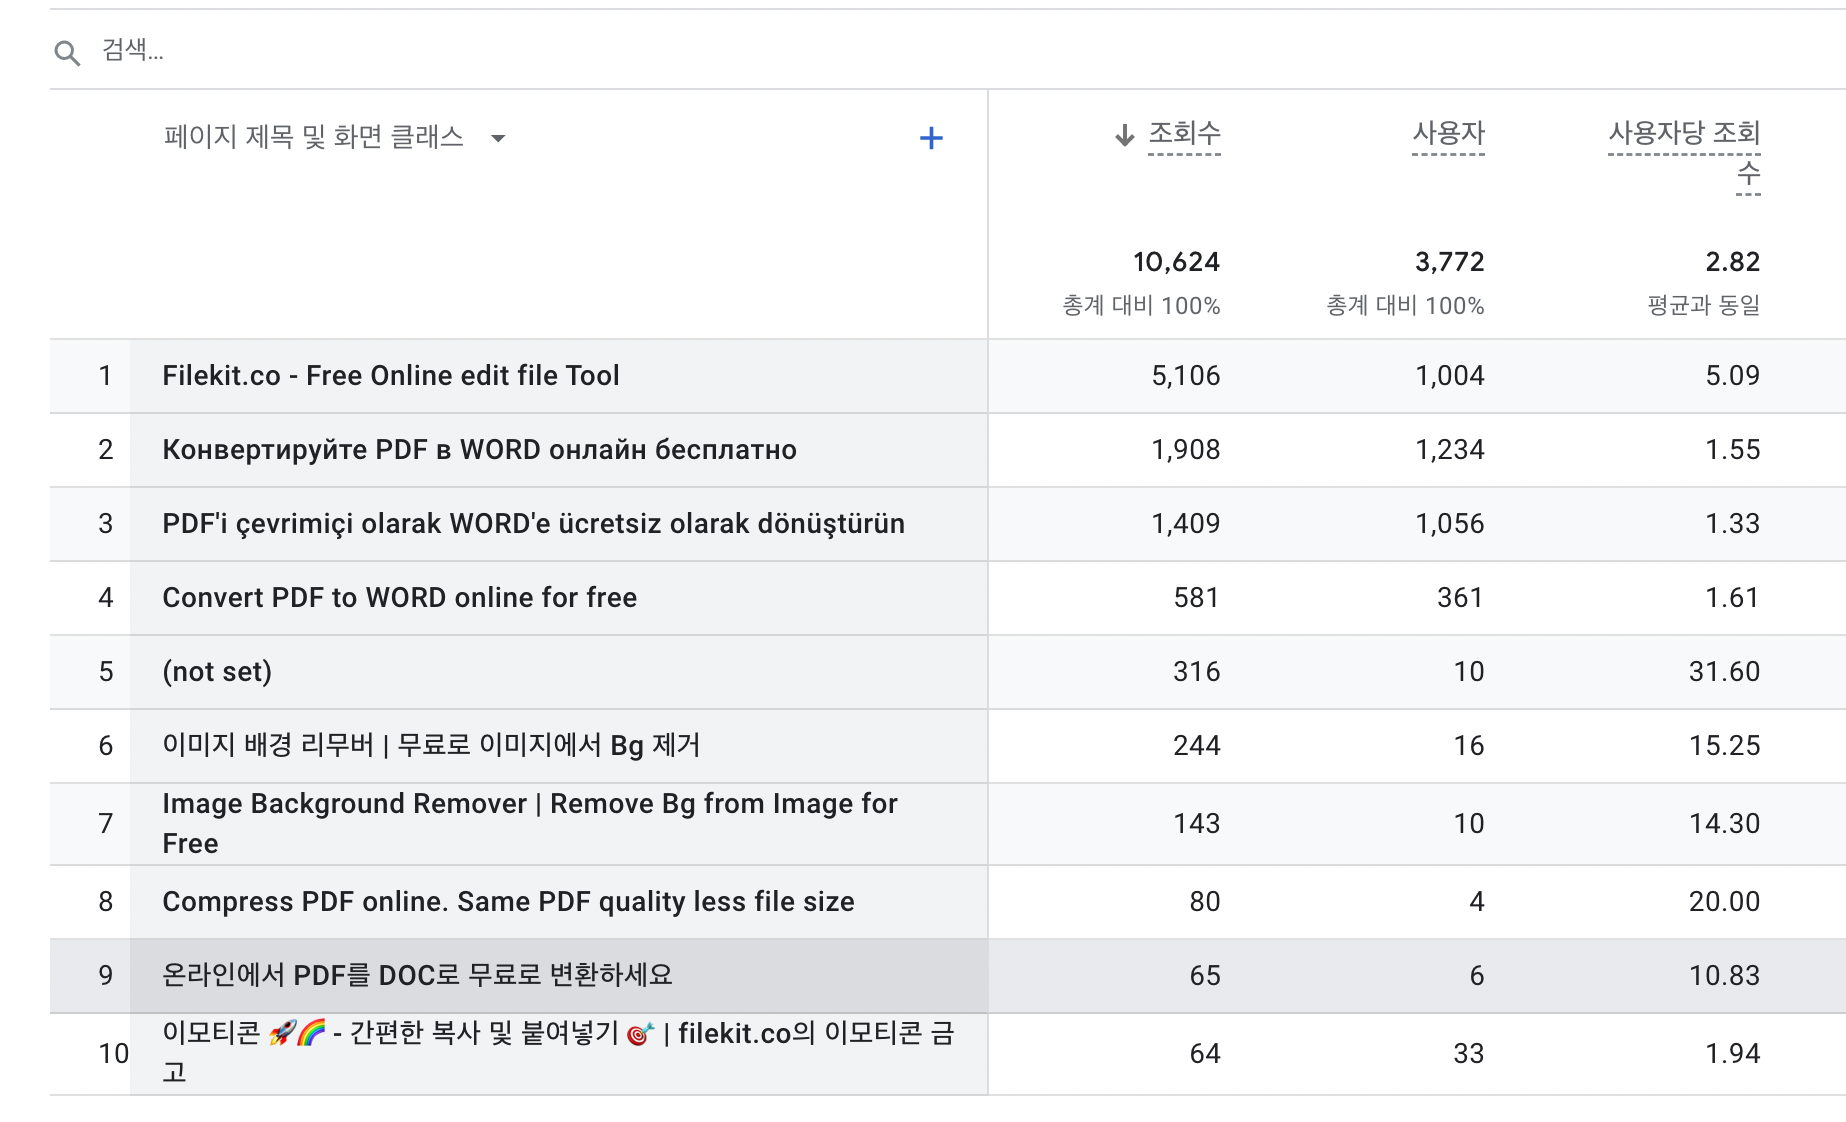 검색...
페이지 제목 및 화면 클래스
조회수
사용자
사용자당 조회
수
10,624
3,772
2.82
총계 대비 100%
총계 대비 100%
평균과 동일
1 Filekit.co - Free Online edit file Tool 5,106 1,004 5.09
2 Конвертируйте PDF в WORD онлайн бесплатно 1,908 1,234 1.55
3 PDF'i çevrimiçi olarak WORD'e ücretsiz olarak dönüştürün 1,409 1,056 1.33
4 Convert PDF to WORD online for free 581 361 1.61
5 (not set) 316 10 31.60
6 이미지 배경 리무버 | 무료로 이미지에서 Bg 제거 244 16 15.25
7 Image Background Remover | Remove Bg from Image for
Free 143 10 14.30
8 Compress PDF online. Same PDF quality less file size 80 4 20.00
9 온라인에서 PDF를 DOC로 무료로 변환하세요 65 6 10.83
10 이모티콘 🚀🌈 - 간편한 복사 및 붙여넣기 🎯 | filekit.co의 이모티콘 금
고 64 33 1.94